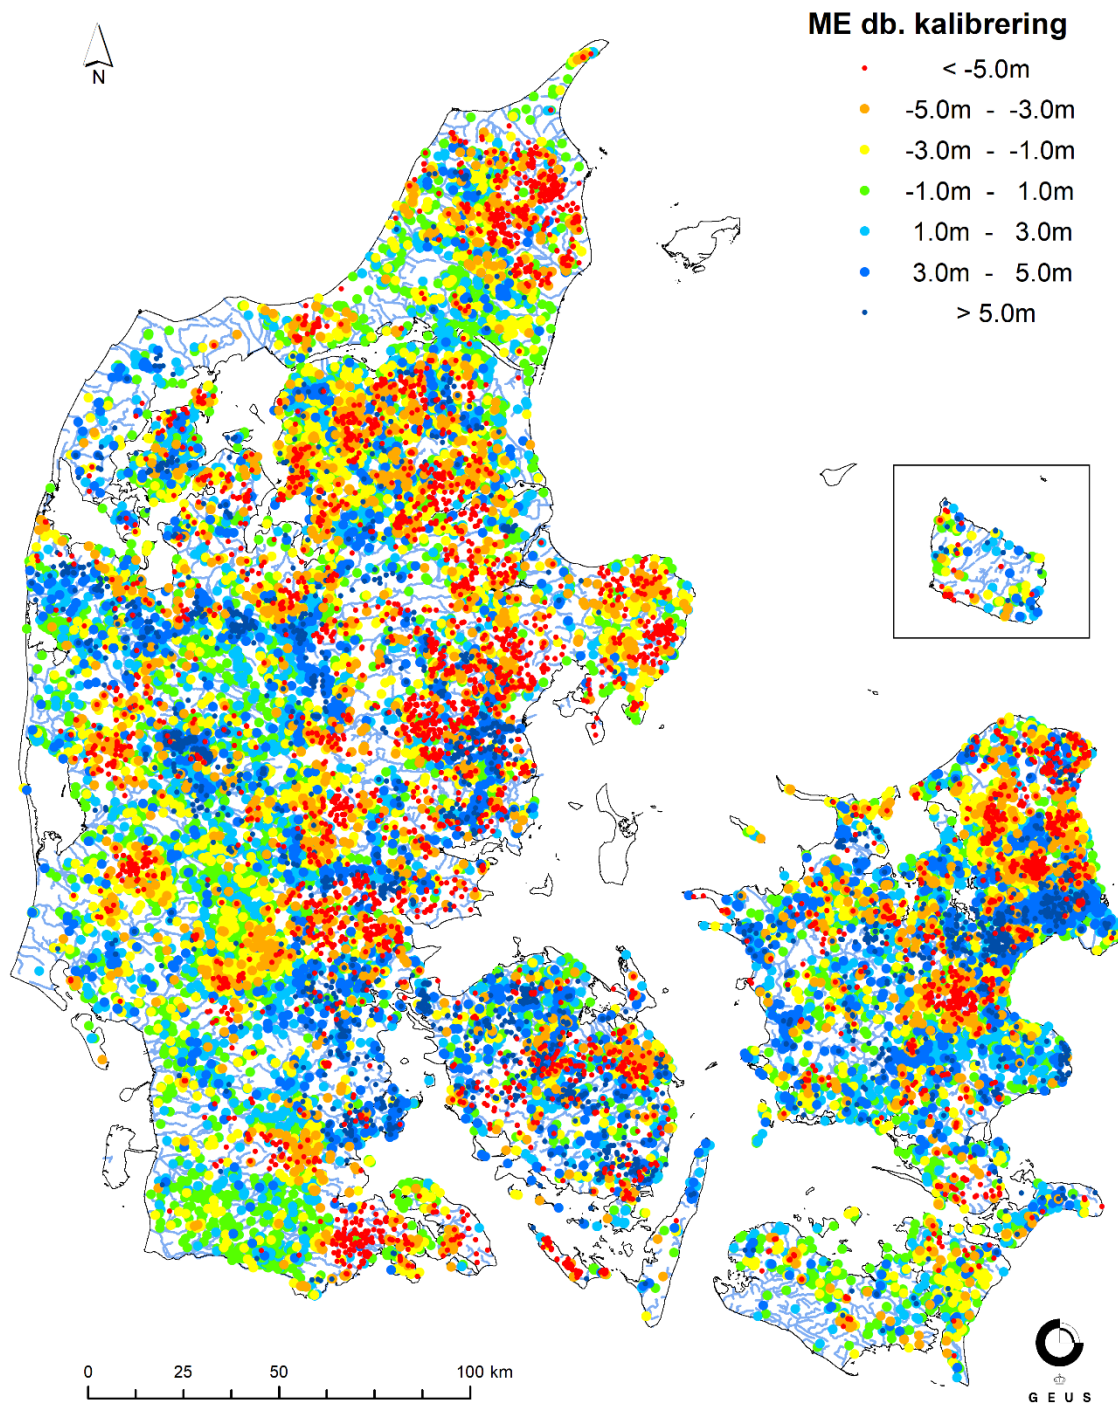 ME db. kalibrering
N
< -5.0m
-5.0m - -3.0m
-3.0m - -1.0m
-1.0m - 1.0m
1.0m - 3.0m
3.0m - 5.0m
> 5.0m
0 25 50 100 km
G E U S